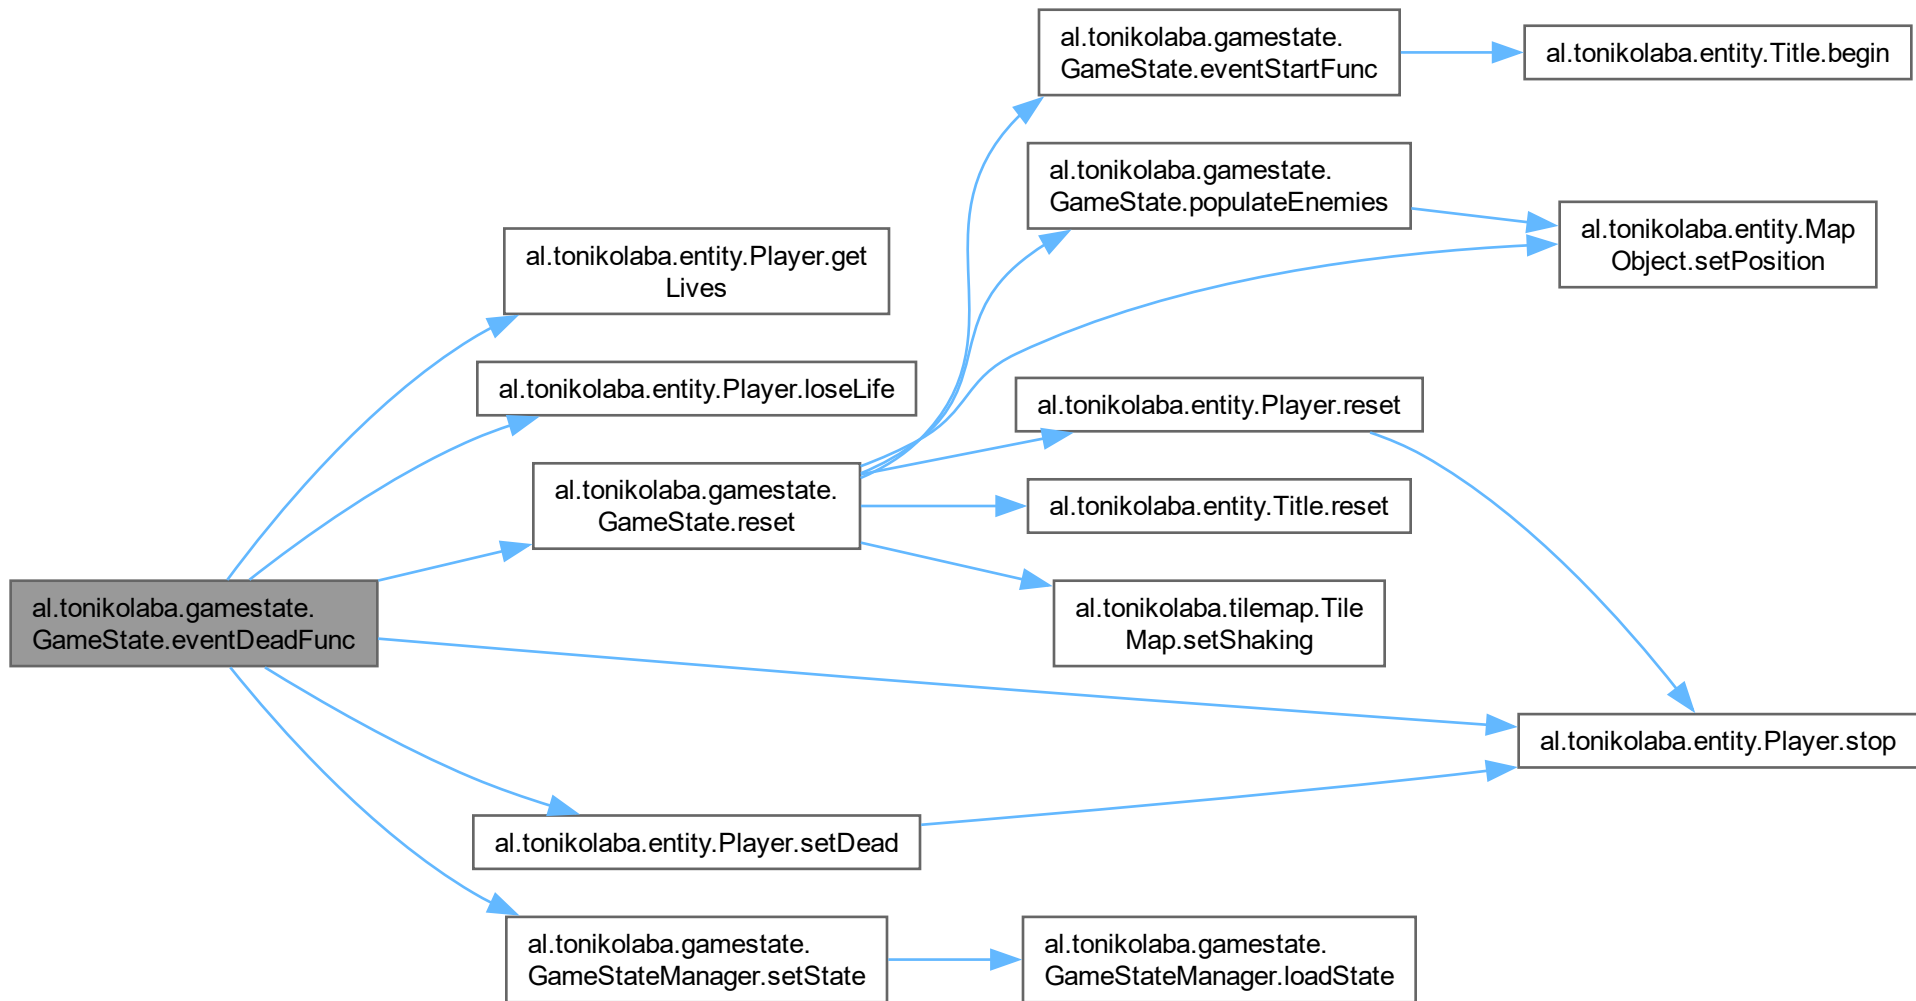 al.tonikolaba.gamestate.
GameState.eventStartFunc
al.tonikolaba.entity.Title.begin
al.tonikolaba.gamestate.
GameState.populateEnemies
al.tonikolaba.entity.Map
Object.setPosition
al.tonikolaba.entity.Player.get
Lives
al.tonikolaba.entity.Player.loseLife
al.tonikolaba.entity.Player.reset
al.tonikolaba.gamestate.
GameState.reset
al.tonikolaba.entity.Title.reset
al.tonikolaba.gamestate.
GameState.eventDeadFunc
al.tonikolaba.tilemap.Tile
Map.setShaking
al.tonikolaba.entity.Player.stop
al.tonikolaba.entity.Player.setDead
al.tonikolaba.gamestate.
GameStateManager.setState
al.tonikolaba.gamestate.
GameStateManager.loadState